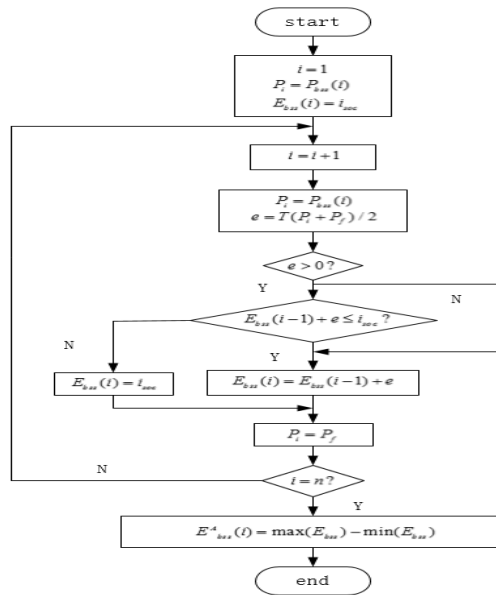 start
i=1
P_i = P_bss(i)
E_bss(i) = i_soc
i = i+1
P_i = P_bss(i)
e = T(P_i + P_f)/2
e > 0?
Y
N
E_bss(i-1) + e ≤ i_soc?
N
Y
E_bss(i) = i_soc
E_bss(i) = E_bss(i-1) + e
P_i = P_f
N
i = n?
Y
E^A_bss(i) = max(E_bss) - min(E_bss)
end